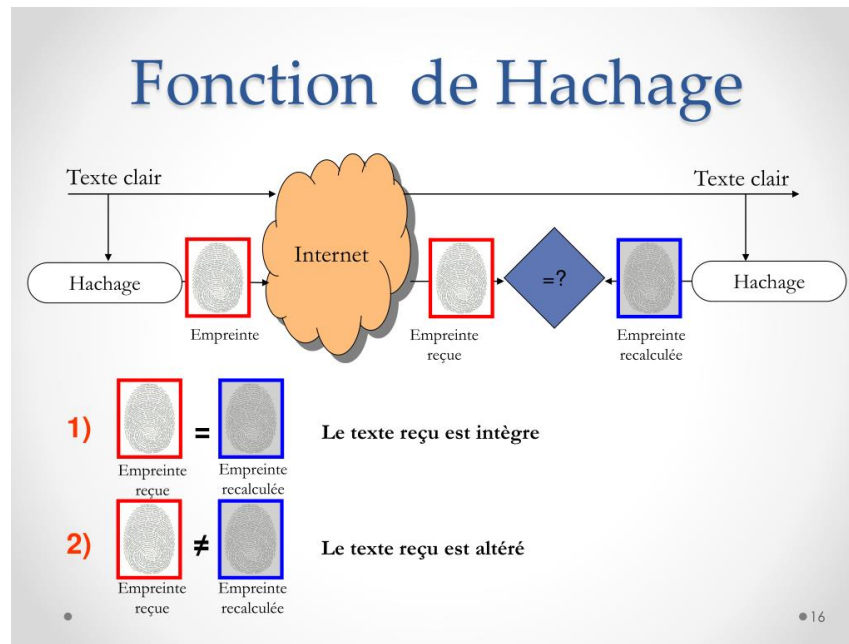 Fonction de Hachage
Texte clair
Texte clair
Internet
Hachage
=?
Hachage
Empreinte
Empreinte
reçue
Empreinte
recalculée
1)
=
Le texte reçu est intègre
Empreinte
reçue
Empreinte
recalculée
2)
≠
Le texte reçu est altéré
Empreinte
reçue
Empreinte
recalculée
16